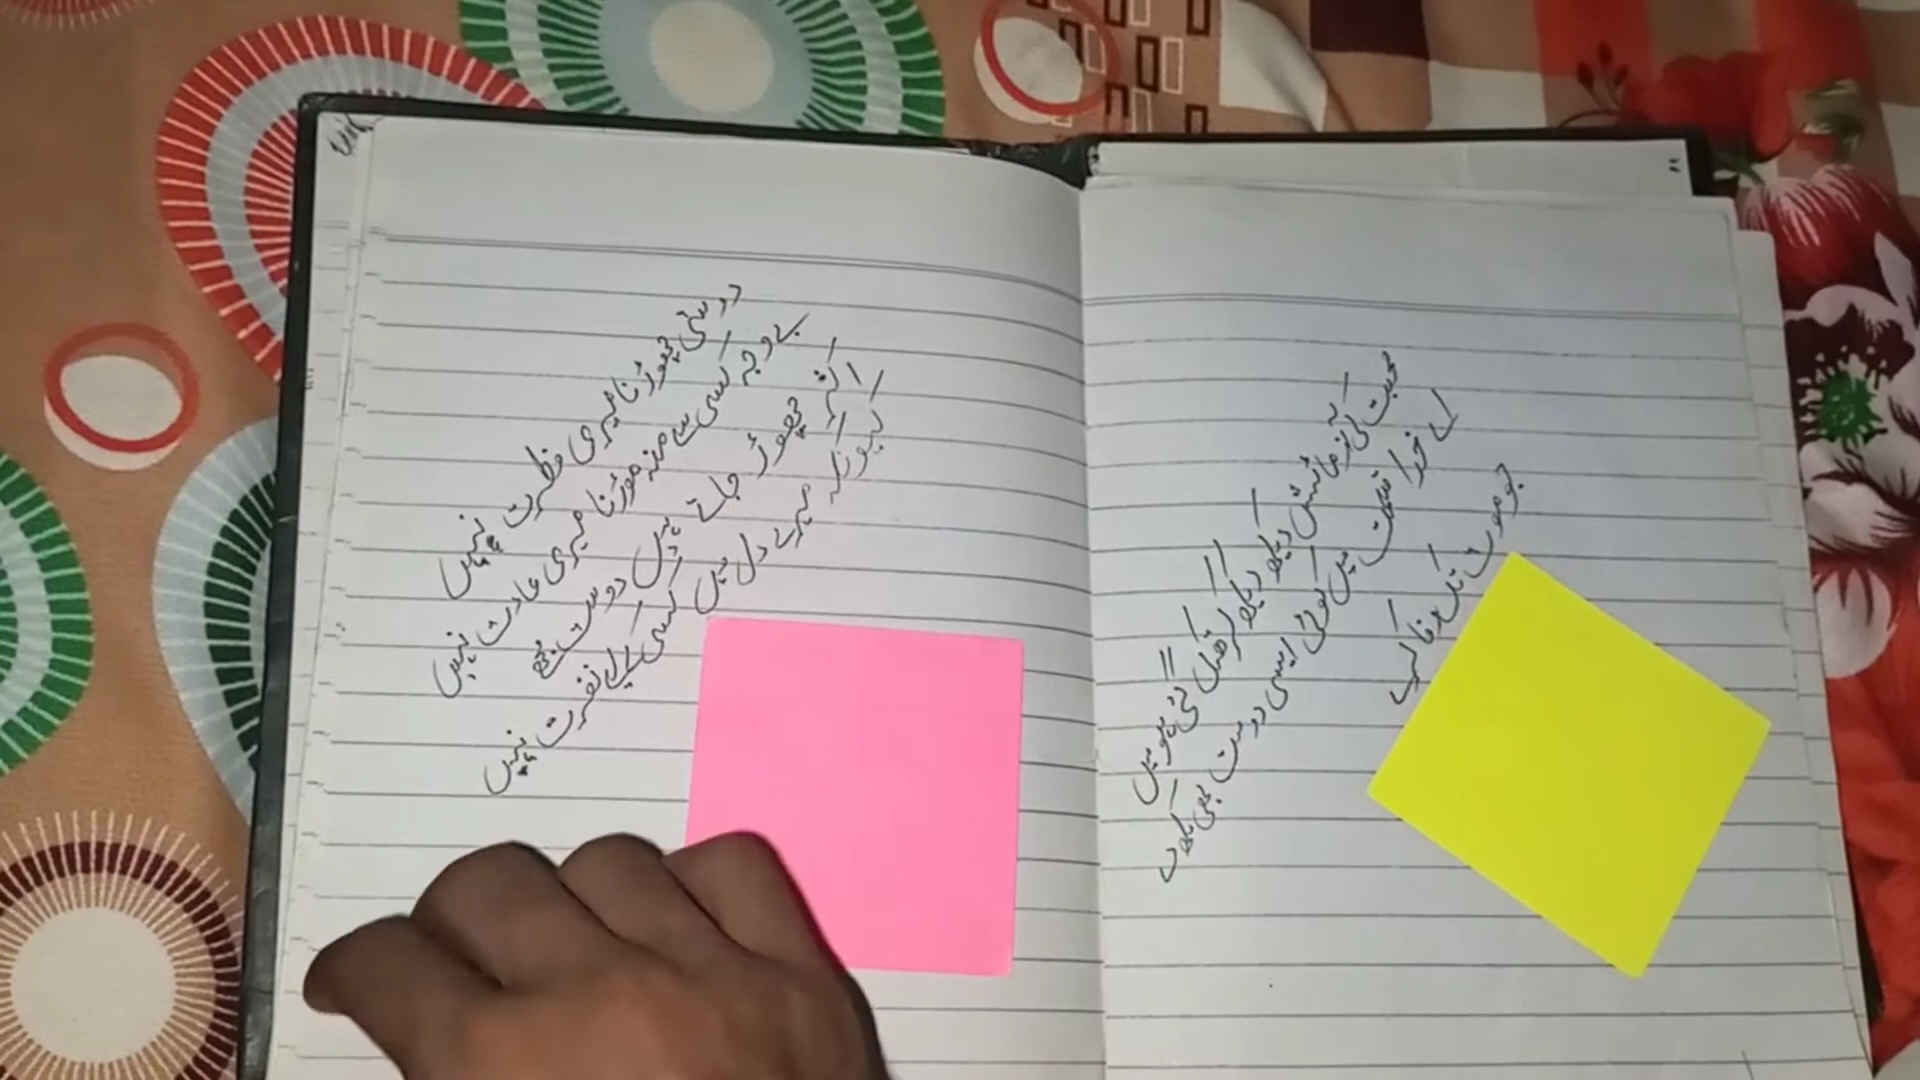 دوستی چھوڑنا میری فطرت نہیں
بے وجہ کسی سے منہ موڑنا میری عادت نہیں
اکثر چھوڑ جاتے ہیں دوست مجھے
کیونکہ میرے دل میں کسی کے لیے نفرت نہیں
محبت کی نمائش دیکھ دیکھ کر تھک گئی ہوں میں
اے خدا قسمت میں کوئی ایسی دوست بھی لکھ
جو موت تک وفا کرے